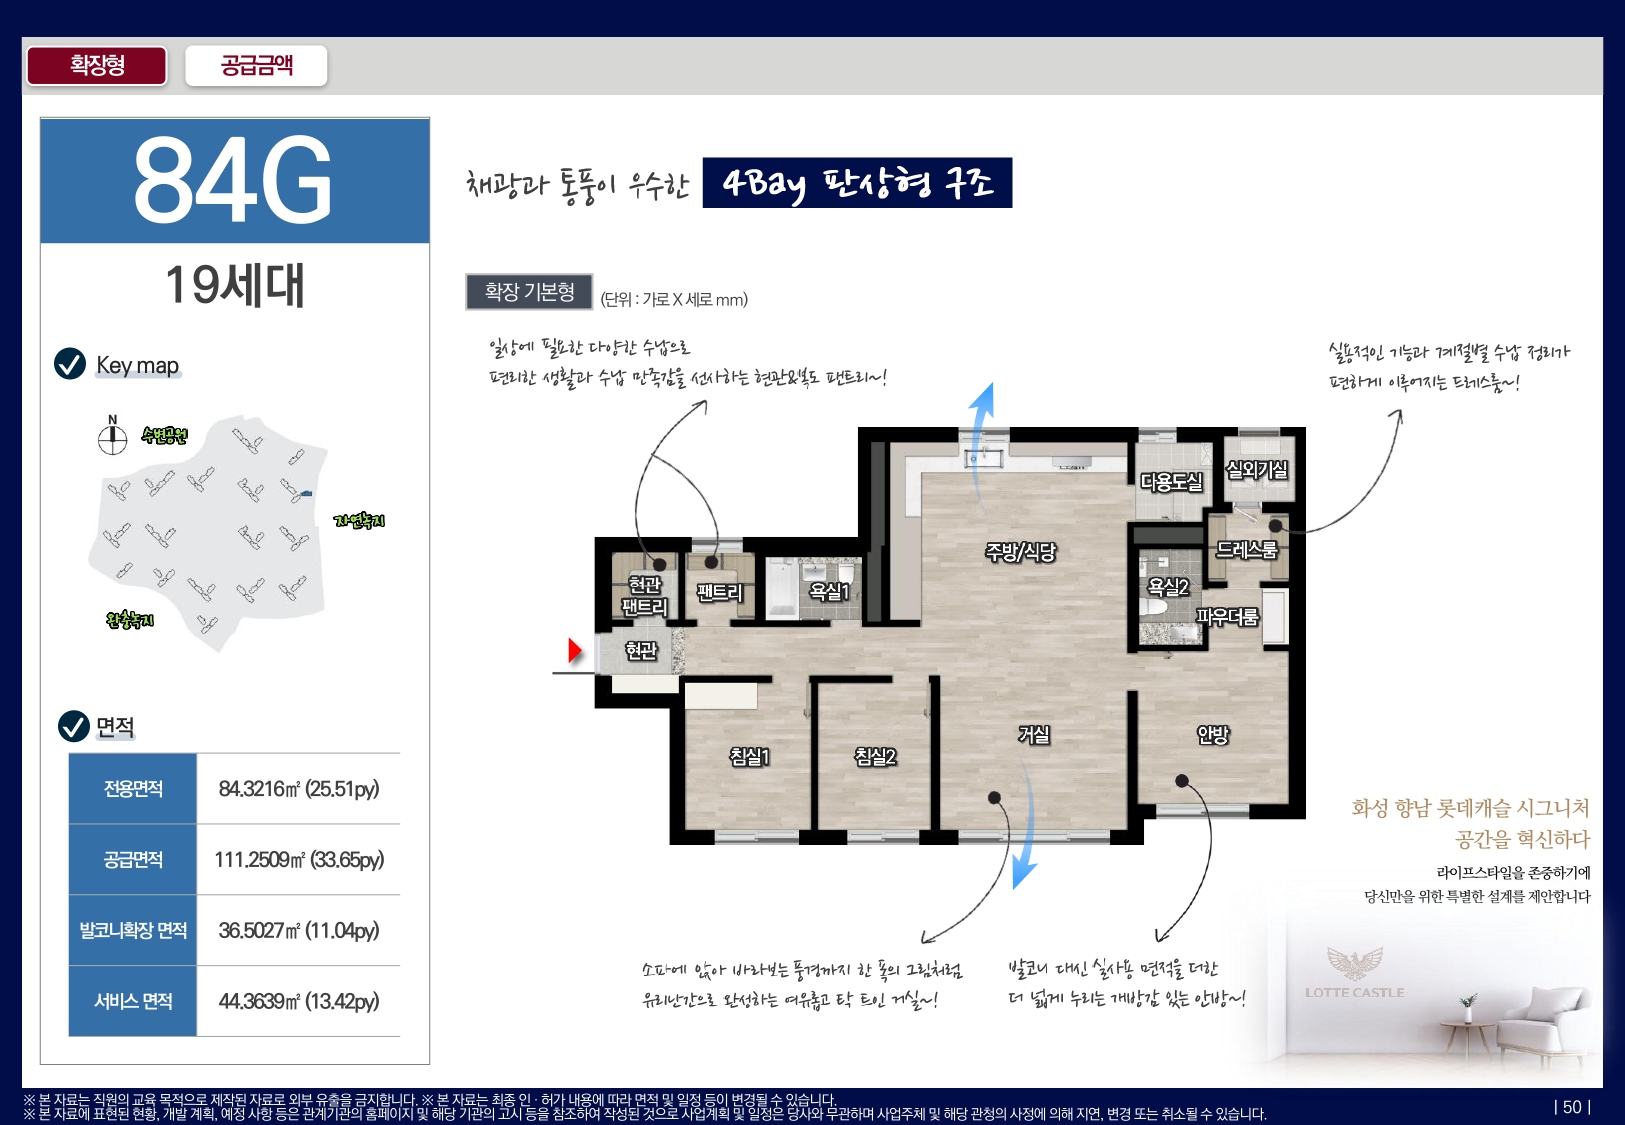 확장형
공급금액
84G
19세대
Key map
N
수변공원
자연녹지
완충녹지
면적
전용면적 84.3216㎡ (25.51py)
공급면적 111.2509㎡ (33.65py)
발코니확장 면적 36.5027㎡ (11.04py)
서비스 면적 44.3639㎡ (13.42py)
채광과 통풍이 우수한 4Bay 판상형 구조
확장 기본형 (단위 : 가로 X 세로 mm)
일상에 필요한 다양한 수납으로
편리한 생활과 수납 만족감을 선사하는 현관&복도 팬트리~!
실용적인 기능과 계절별 수납 정리가
편하게 이루어지는 드레스룸~!
다용도실
실외기실
주방/식당
드레스룸
현관
팬트리
팬트리
욕실1
욕실2
파우더룸
현관
거실
안방
침실1
침실2
소파에 앉아 바라보는 풍경까지 한 폭의 그림처럼
유리난간으로 완성하는 여유롭고 탁 트인 거실~!
발코니 대신 실사용 면적을 더한
더 넓게 누리는 개방감 있는 안방~!
화성 향남 롯데캐슬 시그니처
공간을 혁신하다
라이프스타일을 존중하기에
당신만을 위한 특별한 설계를 제안합니다
LOTTE CASTLE
※ 본 자료는 직원의 교육 목적으로 제작된 자료로 외부 유출을 금지합니다. ※ 본 자료는 최종 인 · 허가 내용에 따라 면적 및 일정 등이 변경될 수 있습니다.
※ 본 자료에 표현된 현황, 개발 계획, 예정 사항 등은 관계기관의 홈페이지 및 해당 기관의 고시 등을 참조하여 작성된 것으로 사업계획 및 일정은 당사와 무관하며 사업주체 및 해당 관청의 사정에 의해 지연, 변경 또는 취소될 수 있습니다.
| 50 |